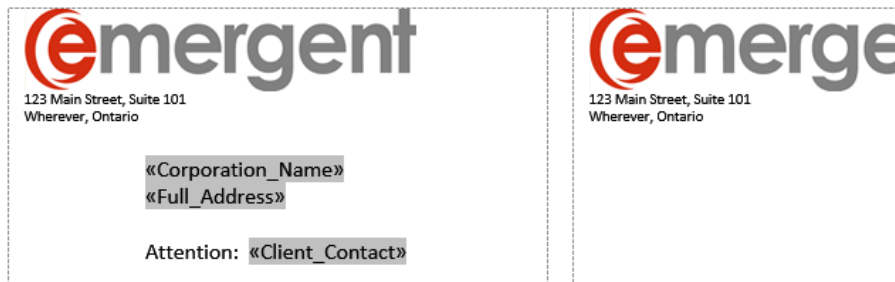 emergent
123 Main Street, Suite 101
Wherever, Ontario
«Corporation_Name»
«Full_Address»
Attention: «Client_Contact»
emerge
123 Main Street, Suite 101
Wherever, Ontario